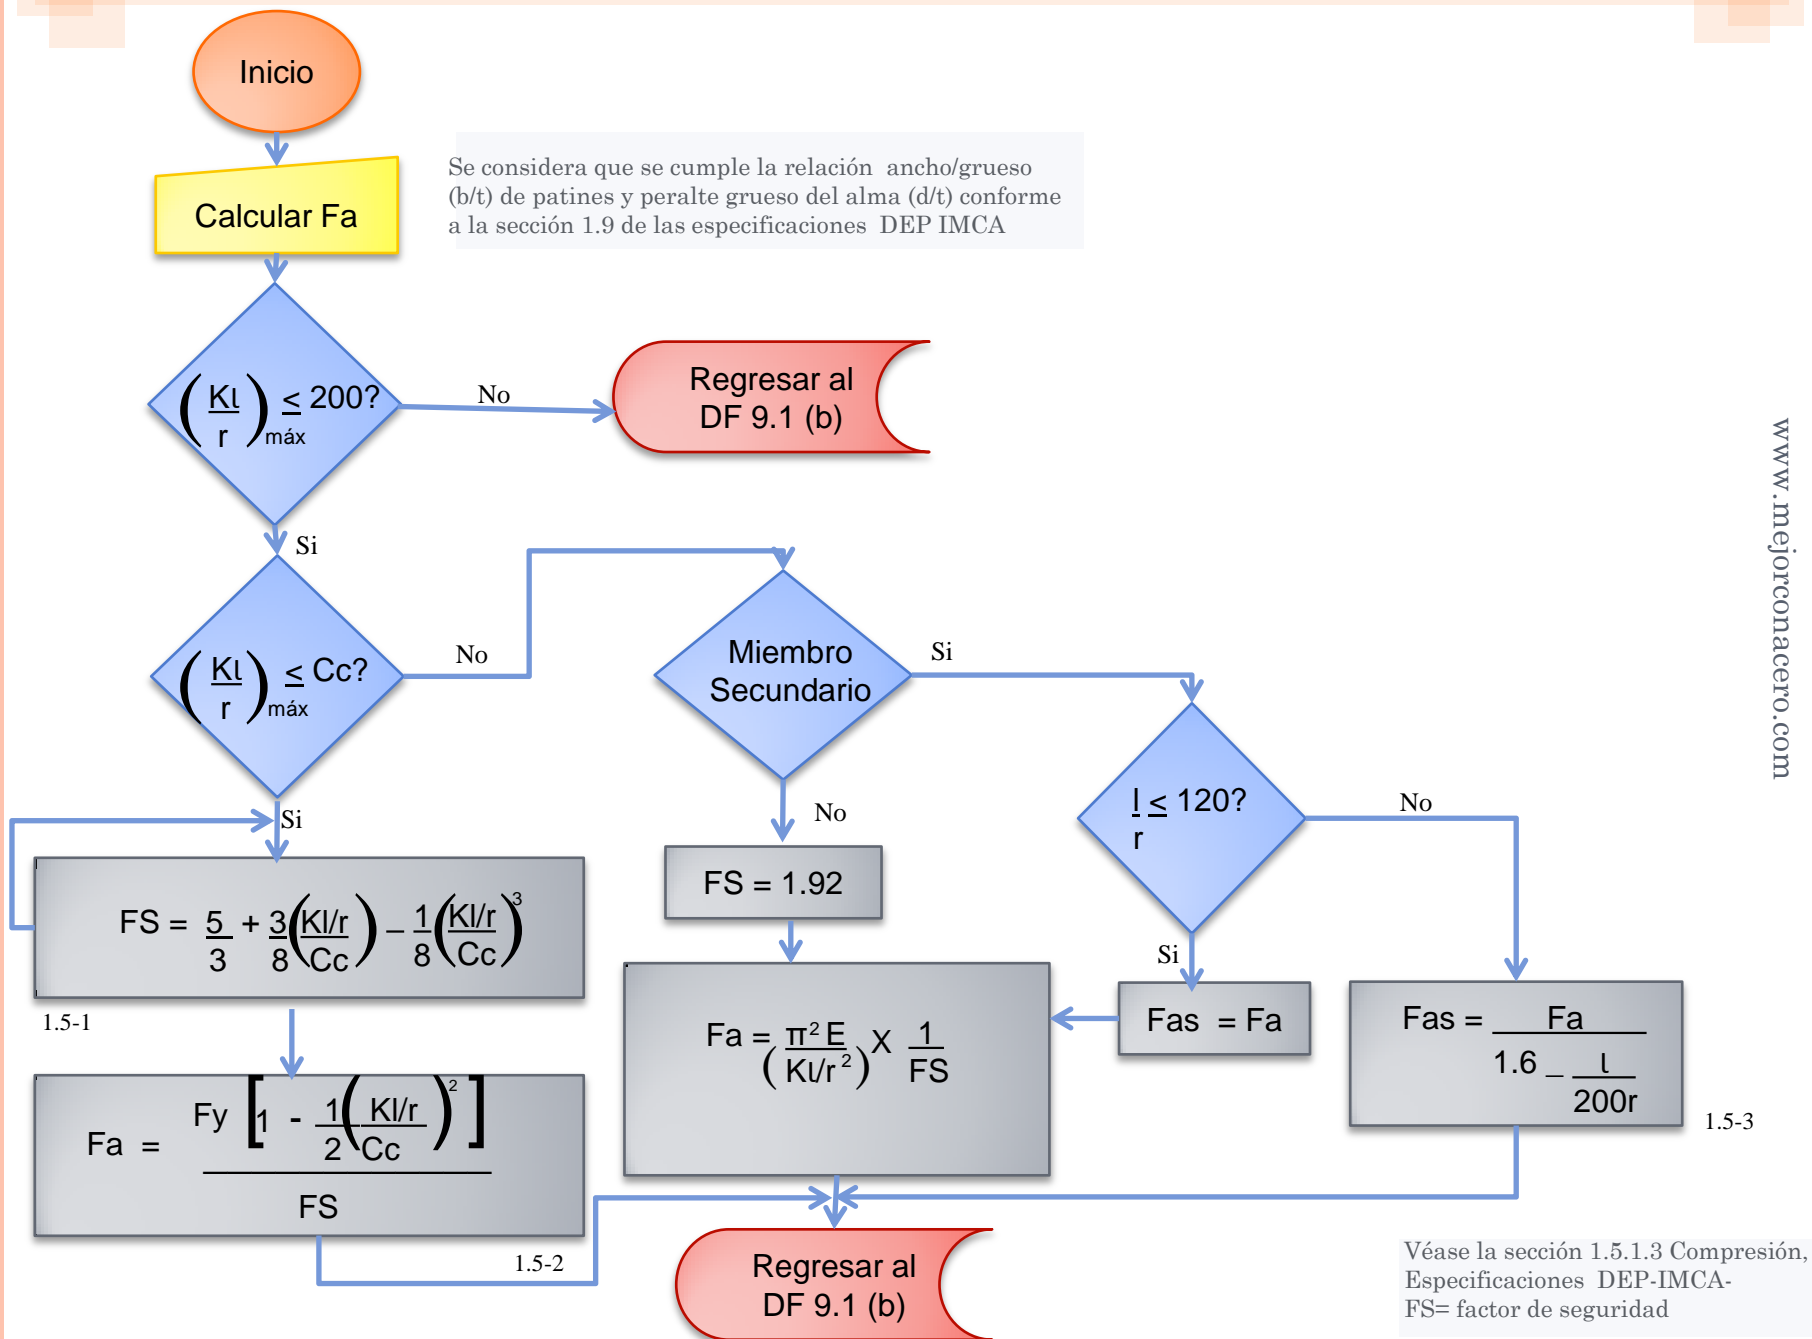 Inicio
Calcular Fa
Se considera que se cumple la relación ancho/grueso
(b/t) de patines y peralte grueso del alma (d/t) conforme
a la sección 1.9 de las especificaciones DEP IMCA
(Kι/r)máx ≤ 200?
No
Regresar al
DF 9.1 (b)
Si
(Kι/r)máx ≤ Cc?
No
Miembro
Secundario
Si
l/r ≤ 120?
No
Si
No
FS = 1.92
FS = 5/3 + 3/8 (Kl/r/Cc) – 1/8 (Kl/r/Cc)³
1.5-1
Si
Fa = π² E/(Kι/r²) X 1/FS
Fas = Fa
Fas = Fa/(1.6 – ι/200r)
1.5-3
Fa = Fy [1 - 1/2 (Kl/r/Cc)²]/FS
1.5-2
Regresar al
DF 9.1 (b)
Véase la sección 1.5.1.3 Compresión,
Especificaciones DEP-IMCA-
FS= factor de seguridad
www.mejorconacero.com